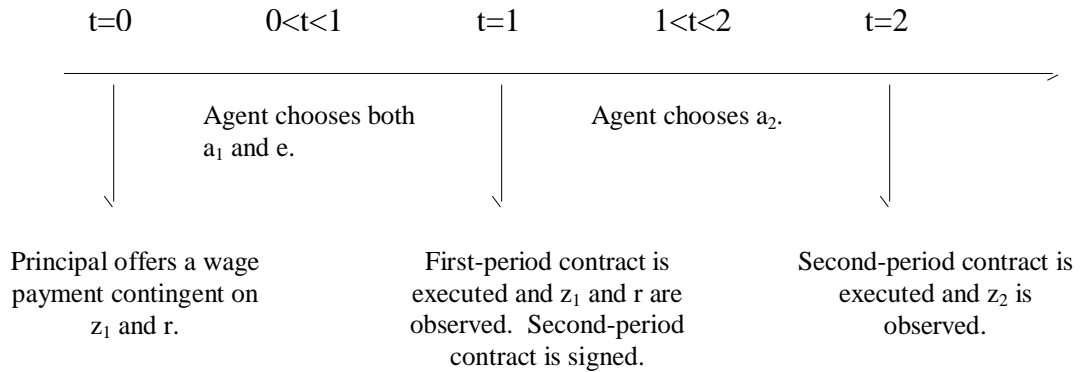 t=0 0<t<1 t=1 1<t<2 t=2
Agent chooses both
a₁ and e.
Agent chooses a₂.
Principal offers a wage
payment contingent on
z₁ and r.
First-period contract is
executed and z₁ and r are
observed. Second-period
contract is signed.
Second-period contract is
executed and z₂ is
observed.